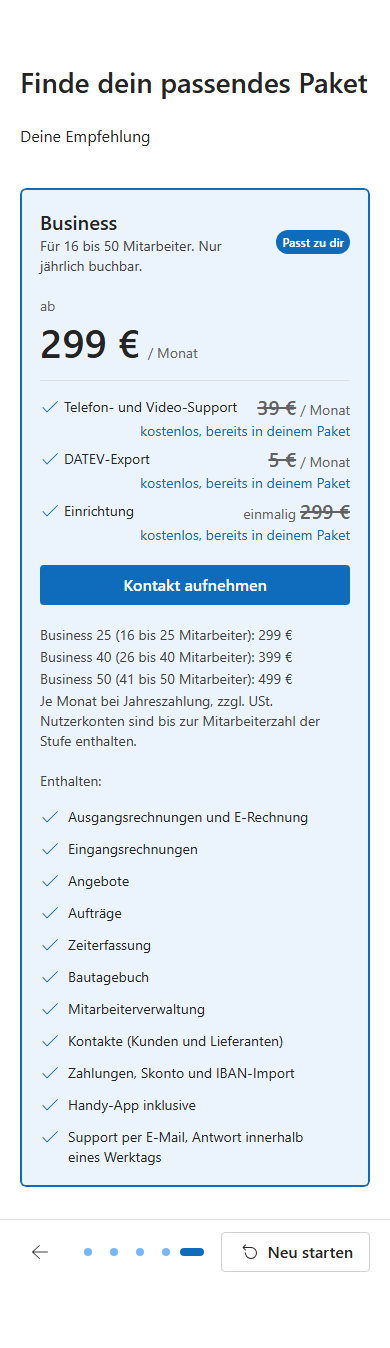 Finde dein passendes Paket
Deine Empfehlung
Business
Für 16 bis 50 Mitarbeiter. Nur
jährlich buchbar.
Passt zu dir
ab
299 € / Monat
Telefon- und Video-Support 39 € / Monat
kostenlos, bereits in deinem Paket
DATEV-Export 5 € / Monat
kostenlos, bereits in deinem Paket
Einrichtung einmalig 299 €
kostenlos, bereits in deinem Paket
Kontakt aufnehmen
Business 25 (16 bis 25 Mitarbeiter): 299 €
Business 40 (26 bis 40 Mitarbeiter): 399 €
Business 50 (41 bis 50 Mitarbeiter): 499 €
Je Monat bei Jahreszahlung, zzgl. USt.
Nutzerkonten sind bis zur Mitarbeiterzahl der
Stufe enthalten.
Enthalten:
Ausgangsrechnungen und E-Rechnung
Eingangsrechnungen
Angebote
Aufträge
Zeiterfassung
Bautagebuch
Mitarbeiterverwaltung
Kontakte (Kunden und Lieferanten)
Zahlungen, Skonto und IBAN-Import
Handy-App inklusive
Support per E-Mail, Antwort innerhalb
eines Werktags
Neu starten